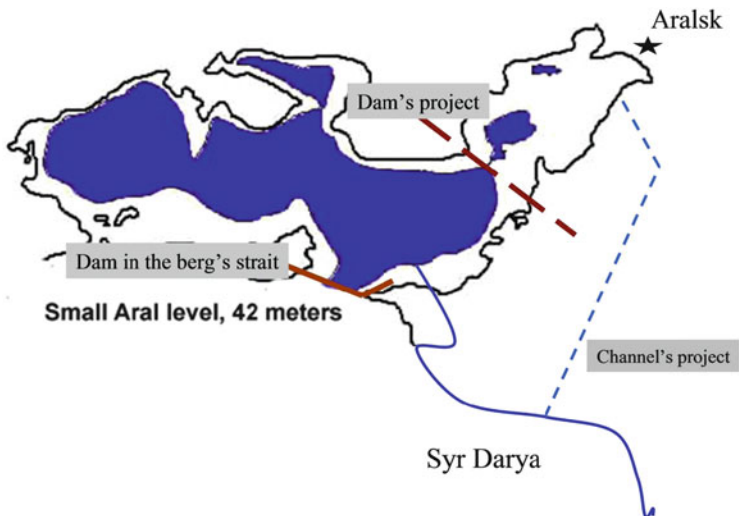 Aralsk
Dam's project
Dam in the berg's strait
Small Aral level, 42 meters
Channel's project
Syr Darya